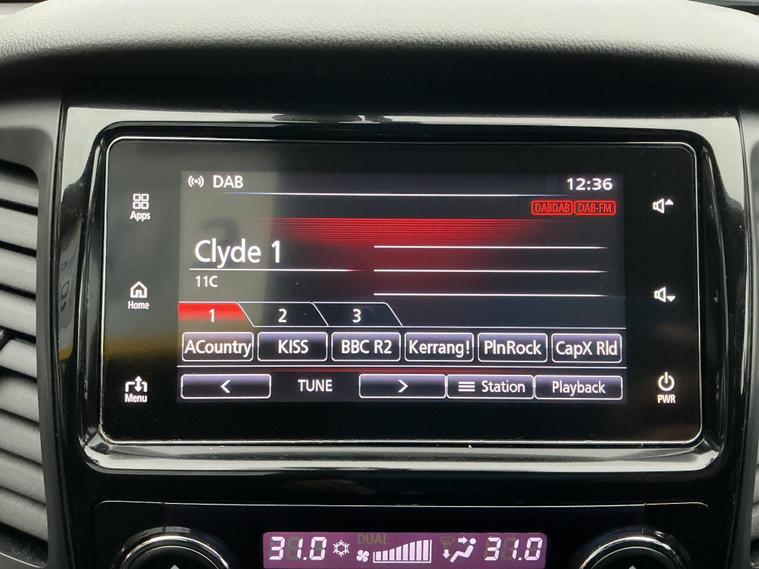 DAB 12:36
DABDAB DAB-FM
Apps
Clyde 1
11C
Home
1 2 3
ACountry KISS BBC R2 Kerrang! PlnRock CapX Rld
Menu < TUNE > Station Playback PWR
DUAL
31.0 31.0